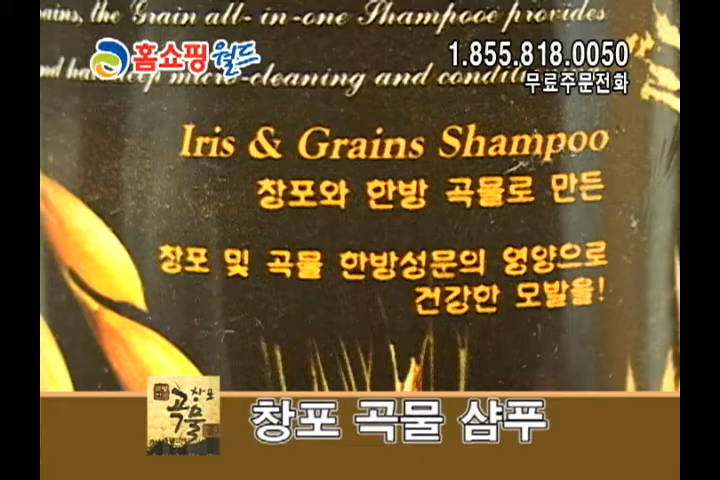 ains, the Grain all-in-one Shampooe provides
홈쇼핑월드
1.855.818.0050
micro-cleaning and
무료주문전화
Iris & Grains Shampoo
창포와 한방 곡물로 만든
창포 및 곡물 한방성문의 영양으로
건강한 모발을!
창포
곡물
창포 곡물 샴푸